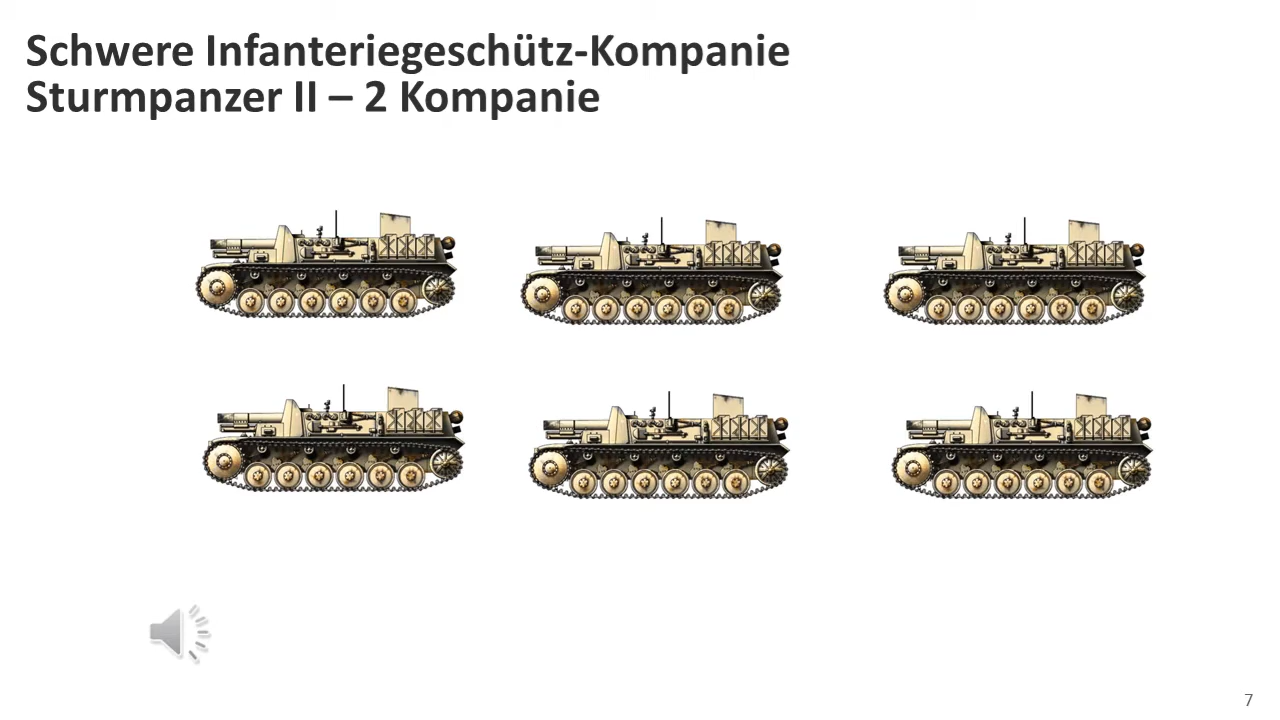 Schwere Infanteriegeschütz-Kompanie
Sturmpanzer II – 2 Kompanie
7